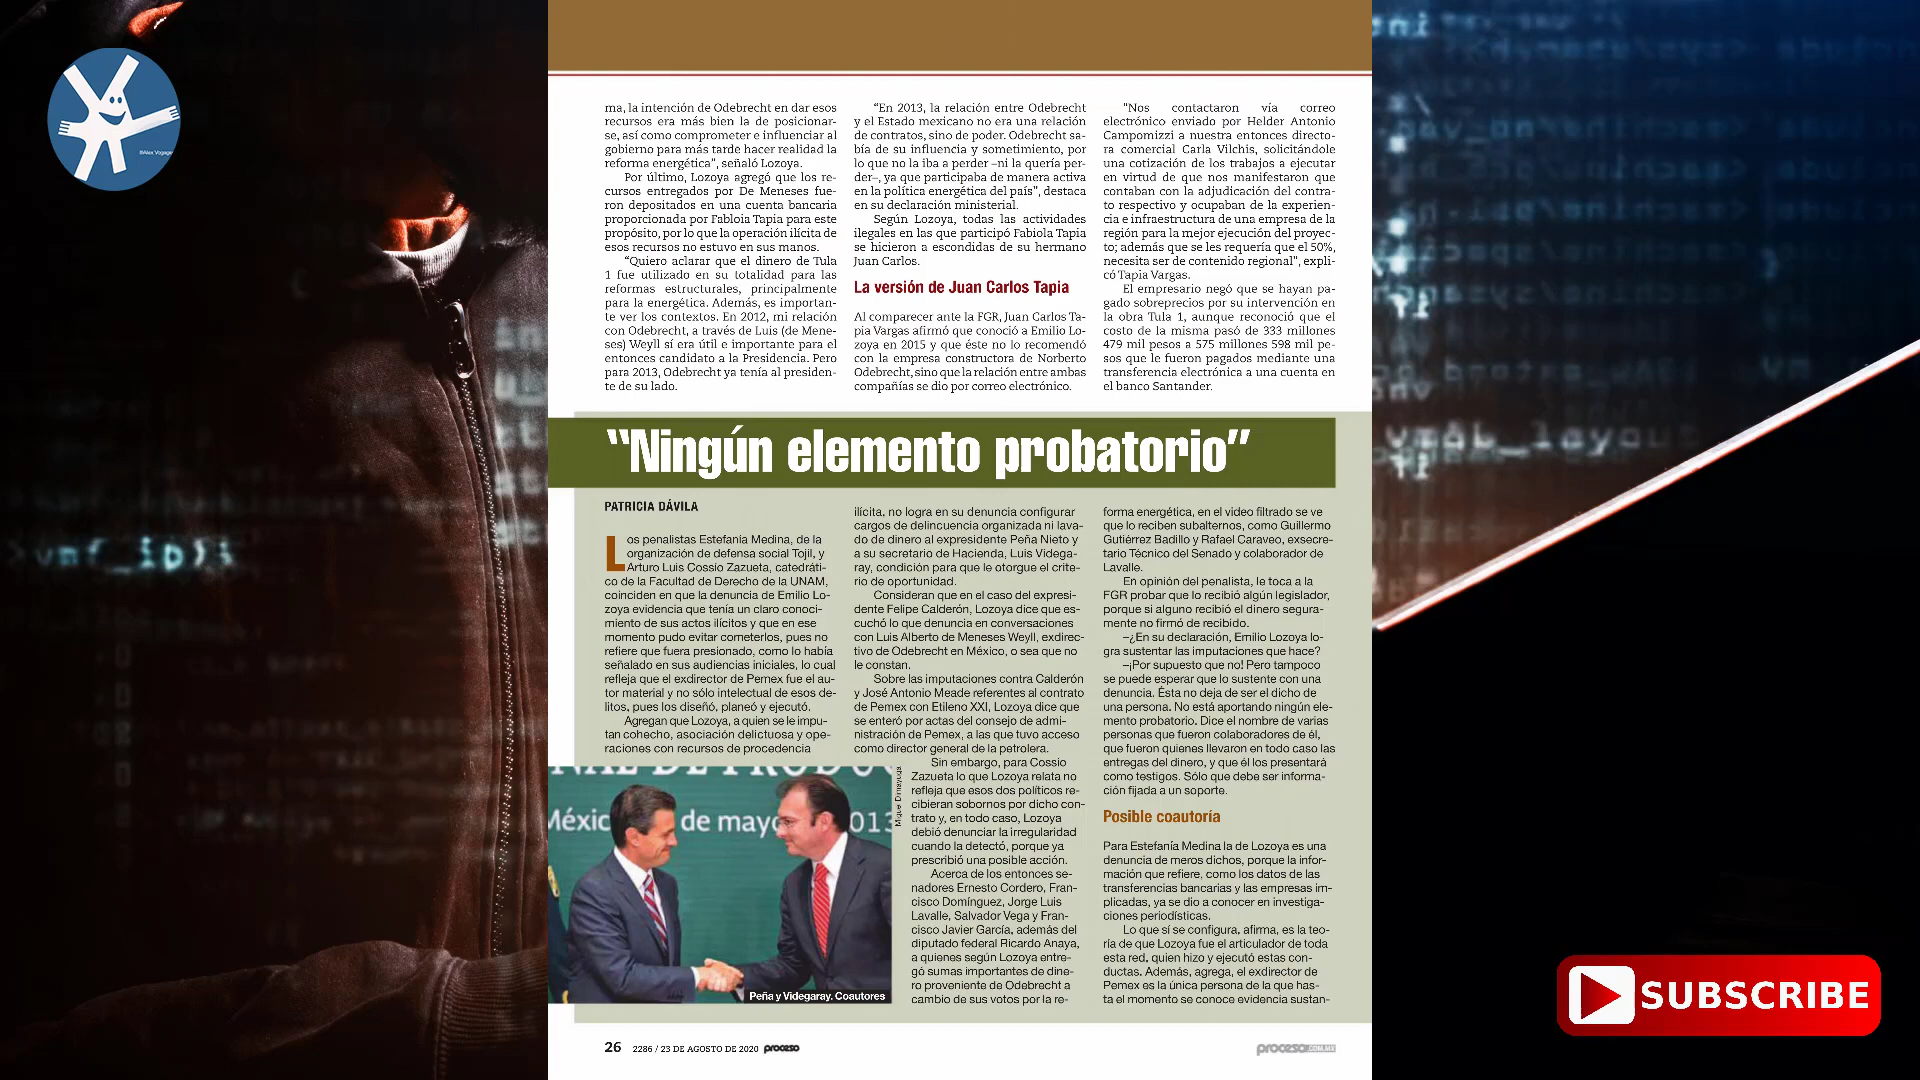 ma, la intención de Odebrecht en dar esos
recursos era más bien la de posicionar-
se, así como comprometer e influenciar al
gobierno para más tarde hacer realidad la
reforma energética", señaló Lozoya.
Por último, Lozoya agregó que los re-
cursos entregados por De Meneses fue-
ron depositados en una cuenta bancaria
proporcionada por Fabloia Tapia para este
propósito, por lo que la operación ilícita de
esos recursos no estuvo en sus manos.
"Quiero aclarar que el dinero de Tula
1 fue utilizado en su totalidad para las
reformas estructurales, principalmente
para la energética. Además, es importan-
te ver los contextos. En 2012, mi relación
con Odebrecht, a través de Luis (de Mene-
ses) Weyll sí era útil e importante para el
entonces candidato a la Presidencia. Pero
para 2013, Odebrecht ya tenía al presiden-
te de su lado.
"En 2013, la relación entre Odebrecht
y el Estado mexicano no era una relación
de contratos, sino de poder. Odebrecht sa-
bía de su influencia y sometimiento, por
lo que no la iba a perder –ni la quería per-
der–, ya que participaba de manera activa
en la política energética del país", destaca
en su declaración ministerial.
Según Lozoya, todas las actividades
ilegales en las que participó Fabiola Tapia
se hicieron a escondidas de su hermano
Juan Carlos.
La versión de Juan Carlos Tapia
Al comparecer ante la FGR, Juan Carlos Ta-
pia Vargas afirmó que conoció a Emilio Lo-
zoya en 2015 y que éste no lo recomendó
con la empresa constructora de Norberto
Odebrecht, sino que la relación entre ambas
compañías se dio por correo electrónico.
"Nos contactaron vía correo
electrónico enviado por Helder Antonio
Campomizzi a nuestra entonces directo-
ra comercial Carla Vilchis, solicitándole
una cotización de los trabajos a ejecutar
en virtud de que nos manifestaron que
contaban con la adjudicación del contra-
to respectivo y ocupaban de la experien-
cia e infraestructura de una empresa de la
región para la mejor ejecución del proyec-
to; además que se les requería que el 50%,
necesita ser de contenido regional", expli-
có Tapia Vargas.
El empresario negó que se hayan pa-
gado sobreprecios por su intervención en
la obra Tula 1, aunque reconoció que el
costo de la misma pasó de 333 millones
479 mil pesos a 575 millones 598 mil pe-
sos que le fueron pagados mediante una
transferencia electrónica a una cuenta en
el banco Santander.
"Ningún elemento probatorio"
PATRICIA DÁVILA
Los penalistas Estefanía Medina, de la
organización de defensa social Tojil, y
Arturo Luis Cossio Zazueta, catedráti-
co de la Facultad de Derecho de la UNAM,
coinciden en que la denuncia de Emilio Lo-
zoya evidencia que tenía un claro conoci-
miento de sus actos ilícitos y que en ese
momento pudo evitar cometerlos, pues no
refiere que fuera presionado, como lo había
señalado en sus audiencias iniciales, lo cual
refleja que el exdirector de Pemex fue el au-
tor material y no sólo intelectual de esos de-
litos, pues los diseñó, planeó y ejecutó.
Agregan que Lozoya, a quien se le impu-
tan cohecho, asociación delictuosa y ope-
raciones con recursos de procedencia
ilícita, no logra en su denuncia configurar
cargos de delincuencia organizada ni lava-
do de dinero al expresidente Peña Nieto y
a su secretario de Hacienda, Luis Videga-
ray, condición para que le otorgue el crite-
rio de oportunidad.
Consideran que en el caso del expresi-
dente Felipe Calderón, Lozoya dice que es-
cuchó lo que denuncia en conversaciones
con Luis Alberto de Meneses Weyll, exdirec-
tivo de Odebrecht en México, o sea que no
le constan.
Sobre las imputaciones contra Calderón
y José Antonio Meade referentes al contrato
de Pemex con Etileno XXI, Lozoya dice que
se enteró por actas del consejo de admi-
nistración de Pemex, a las que tuvo acceso
como director general de la petrolera.
Sin embargo, para Cossio
Zazueta lo que Lozoya relata no
refleja que esos dos políticos re-
cibieran sobornos por dicho con-
trato y, en todo caso, Lozoya
debió denunciar la irregularidad
cuando la detectó, porque ya
prescribió una posible acción.
Acerca de los entonces se-
nadores Ernesto Cordero, Fran-
cisco Domínguez, Jorge Luis
Lavalle, Salvador Vega y Fran-
cisco Javier García, además del
diputado federal Ricardo Anaya,
a quienes según Lozoya entre-
gó sumas importantes de dine-
ro proveniente de Odebrecht a
cambio de sus votos por la re-
forma energética, en el video filtrado se ve
que lo reciben subalternos, como Guillermo
Gutiérrez Badillo y Rafael Caraveo, exsecre-
tario Técnico del Senado y colaborador de
Lavalle.
En opinión del penalista, le toca a la
FGR probar que lo recibió algún legislador,
porque si alguno recibió el dinero segura-
mente no firmó de recibido.
–¿En su declaración, Emilio Lozoya lo-
gra sustentar las imputaciones que hace?
–¡Por supuesto que no! Pero tampoco
se puede esperar que lo sustente con una
denuncia. Ésta no deja de ser el dicho de
una persona. No está aportando ningún ele-
mento probatorio. Dice el nombre de varias
personas que fueron colaboradores de él,
que fueron quienes llevaron en todo caso las
entregas del dinero, y que él los presentará
como testigos. Sólo que debe ser informa-
ción fijada a un soporte.
Posible coautoría
Para Estefanía Medina la de Lozoya es una
denuncia de meros dichos, porque la infor-
mación que refiere, como los datos de las
transferencias bancarias y las empresas im-
plicadas, ya se dio a conocer en investiga-
ciones periodísticas.
Lo que sí se configura, afirma, es la teo-
ría de que Lozoya fue el articulador de toda
esta red, quien hizo y ejecutó estas con-
ductas. Además, agrega, el exdirector de
Pemex es la única persona de la que has-
ta el momento se conoce evidencia sustan-
Méxic de mayo 2013
Miguel Dimayuga
Peña y Videgaray. Coautores
26 2286 / 23 DE AGOSTO DE 2020 proceso
proceso.com.mx
@Alex Vogager
SUBSCRIBE